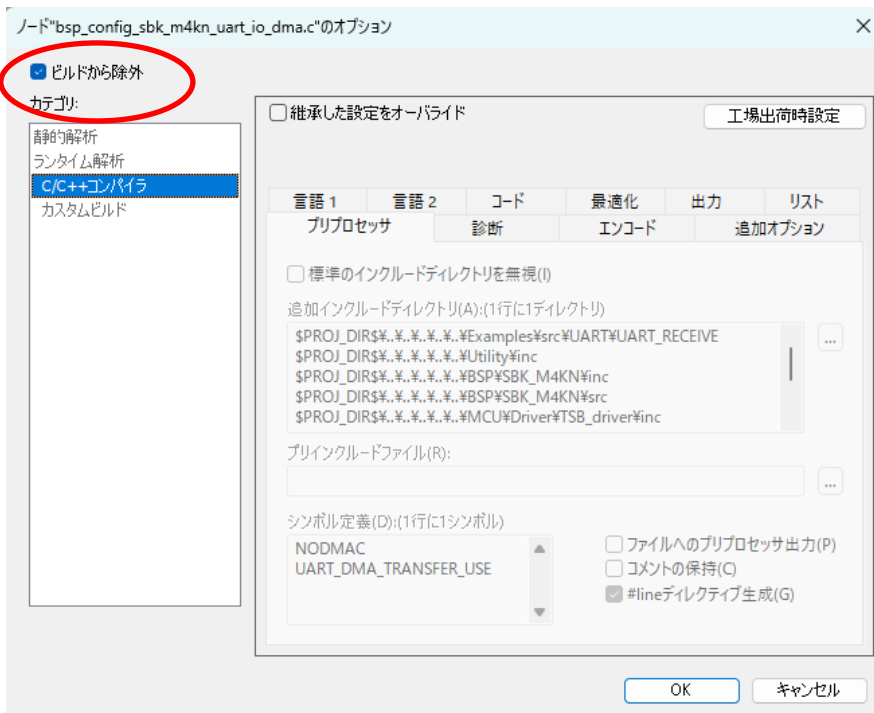 ノード"bsp_config_sbk_m4kn_uart_io_dma.c"のオプション
ビルドから除外
カテゴリ:
静的解析
ランタイム解析
C/C++コンパイラ
カスタムビルド
継承した設定をオーバライド
工場出荷時設定
言語 1 言語 2 コード 最適化 出力 リスト
プリプロセッサ 診断 エンコード 追加オプション
標準のインクルードディレクトリを無視(I)
追加インクルードディレクトリ(A):(1行に1ディレクトリ)
$PROJ_DIR$¥..¥..¥..¥..¥..¥Examples¥src¥UART¥UART_RECEIVE
$PROJ_DIR$¥..¥..¥..¥..¥..¥Utility¥inc
$PROJ_DIR$¥..¥..¥..¥..¥..¥BSP¥SBK_M4KN¥inc
$PROJ_DIR$¥..¥..¥..¥..¥..¥BSP¥SBK_M4KN¥src
$PROJ_DIR$¥..¥..¥..¥..¥..¥MCU¥Driver¥TSB_driver¥inc
...
プリインクルードファイル(R):
...
シンボル定義(D):(1行に1シンボル)
NODMAC
UART_DMA_TRANSFER_USE
ファイルへのプリプロセッサ出力(P)
コメントの保持(C)
#lineディレクティブ生成(G)
OK
キャンセル